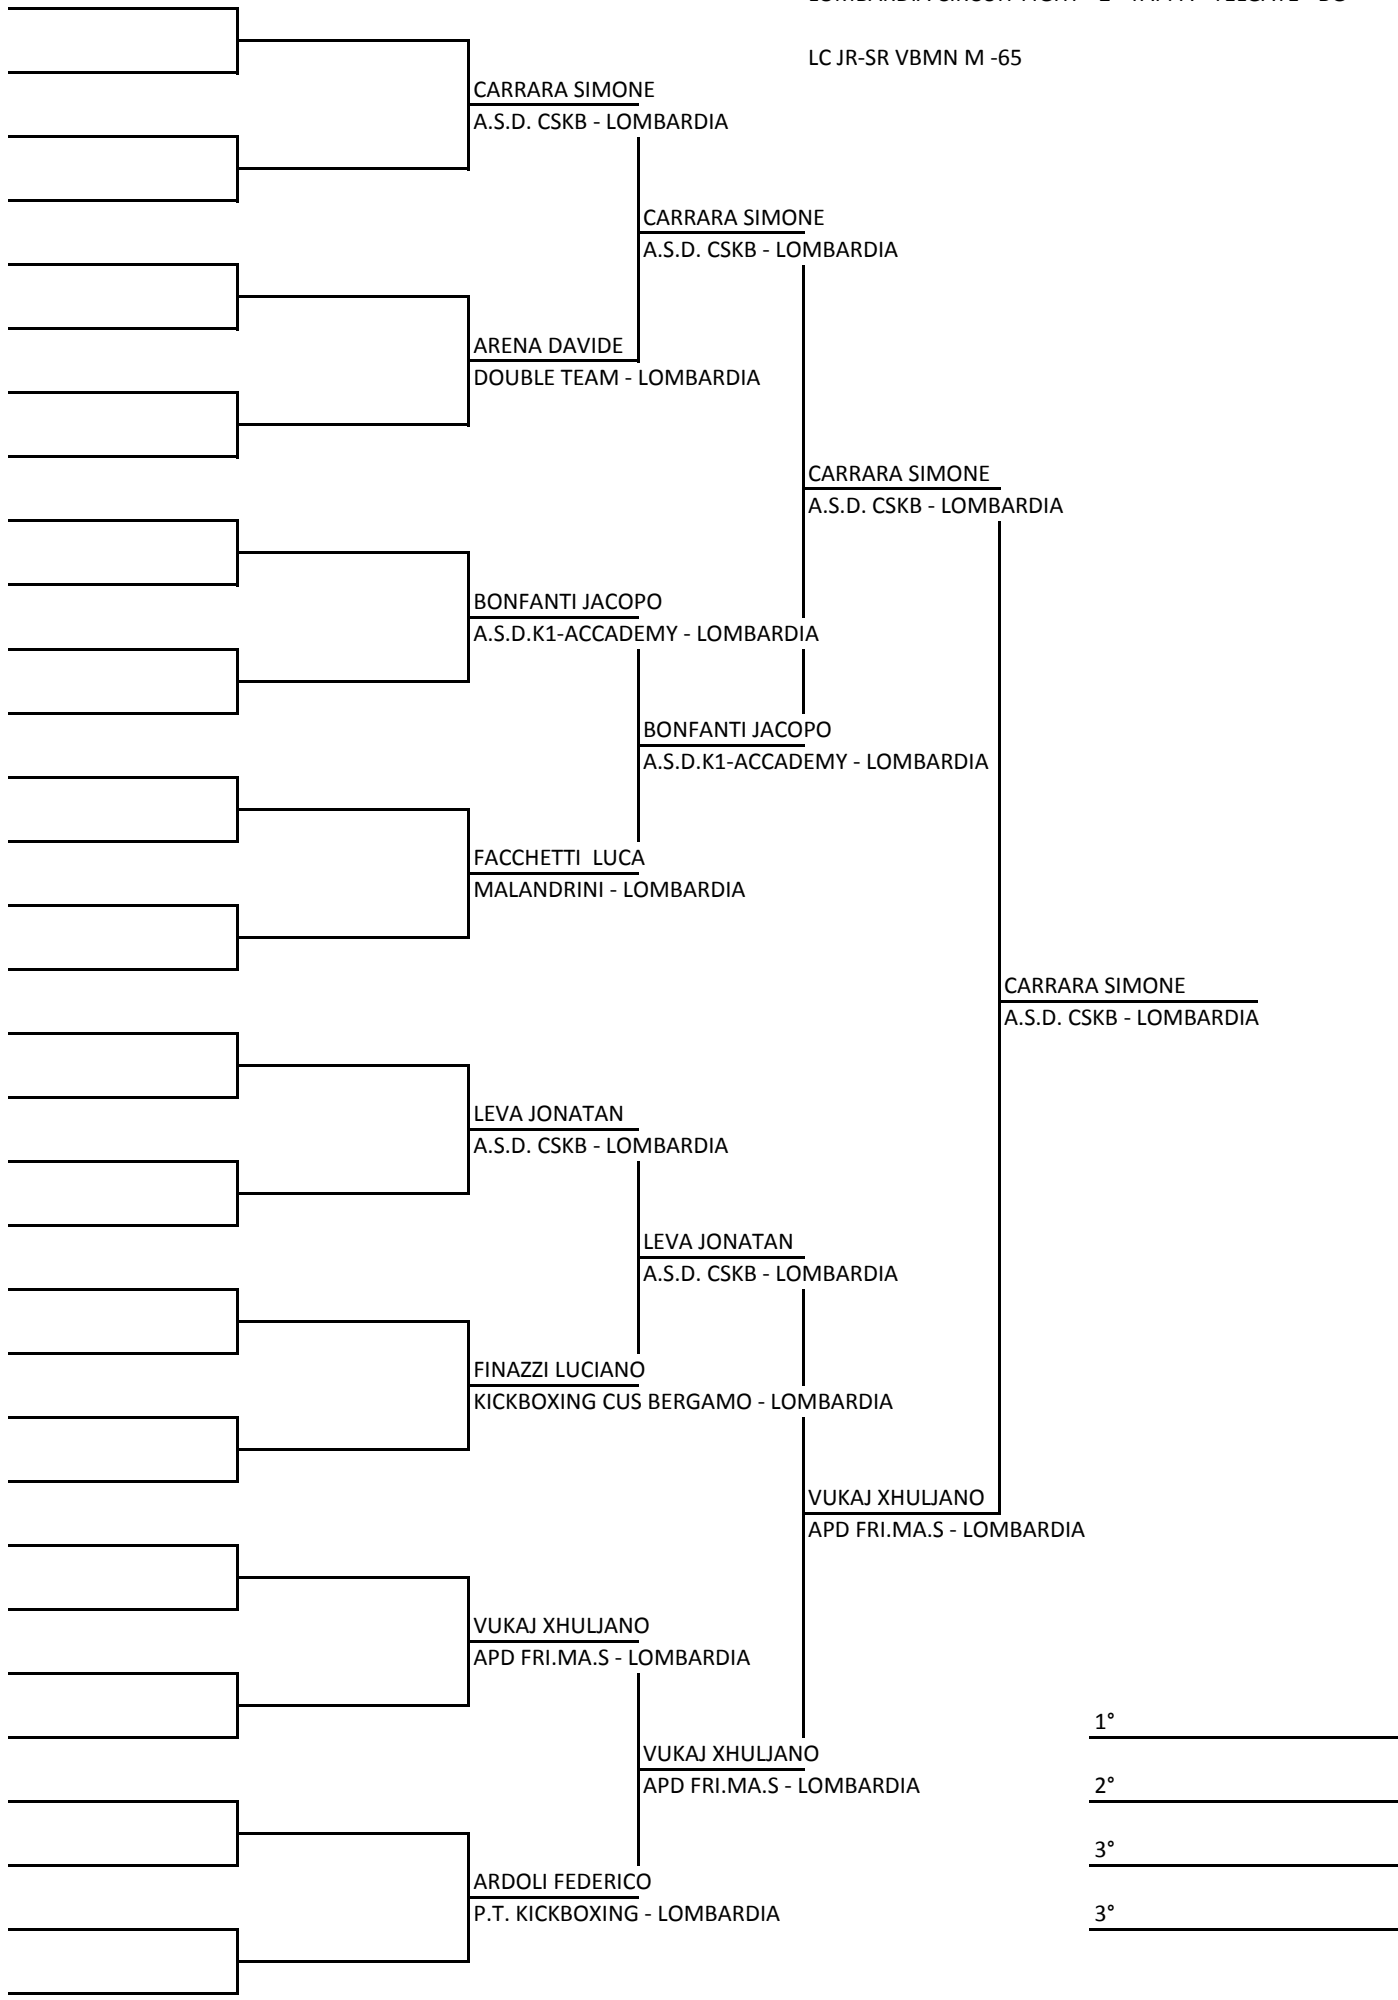 LC JR-SR VBMN M -65
CARRARA SIMONE
A.S.D. CSKB - LOMBARDIA
CARRARA SIMONE
A.S.D. CSKB - LOMBARDIA
ARENA DAVIDE
DOUBLE TEAM - LOMBARDIA
CARRARA SIMONE
A.S.D. CSKB - LOMBARDIA
BONFANTI JACOPO
A.S.D.K1-ACCADEMY - LOMBARDIA
BONFANTI JACOPO
A.S.D.K1-ACCADEMY - LOMBARDIA
FACCHETTI  LUCA
MALANDRINI - LOMBARDIA
CARRARA SIMONE
A.S.D. CSKB - LOMBARDIA
LEVA JONATAN
A.S.D. CSKB - LOMBARDIA
LEVA JONATAN
A.S.D. CSKB - LOMBARDIA
FINAZZI LUCIANO
KICKBOXING CUS BERGAMO - LOMBARDIA
VUKAJ XHULJANO
APD FRI.MA.S - LOMBARDIA
VUKAJ XHULJANO
APD FRI.MA.S - LOMBARDIA
1°
VUKAJ XHULJANO
APD FRI.MA.S - LOMBARDIA
2°
3°
ARDOLI FEDERICO
P.T. KICKBOXING - LOMBARDIA
3°